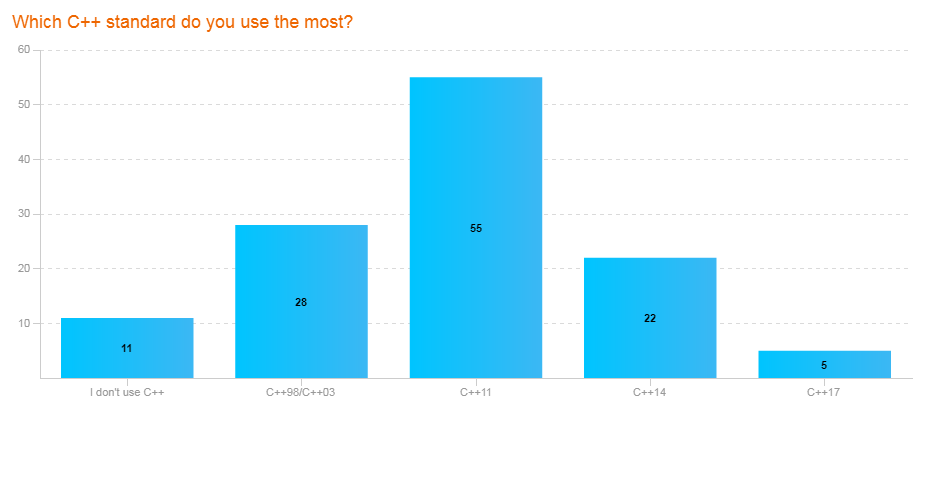 Which C++ standard do you use the most?
60
50
40
30
20
10
11
28
55
22
5
I don't use C++
C++98/C++03
C++11
C++14
C++17